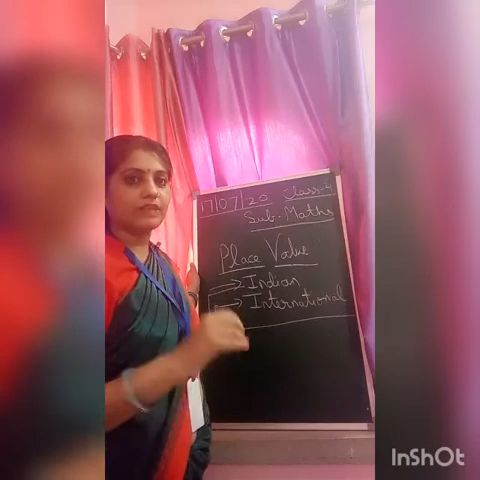 17/07/20 Class-4
Sub- Maths
Place Value
→ Indian
→ International
InShOt